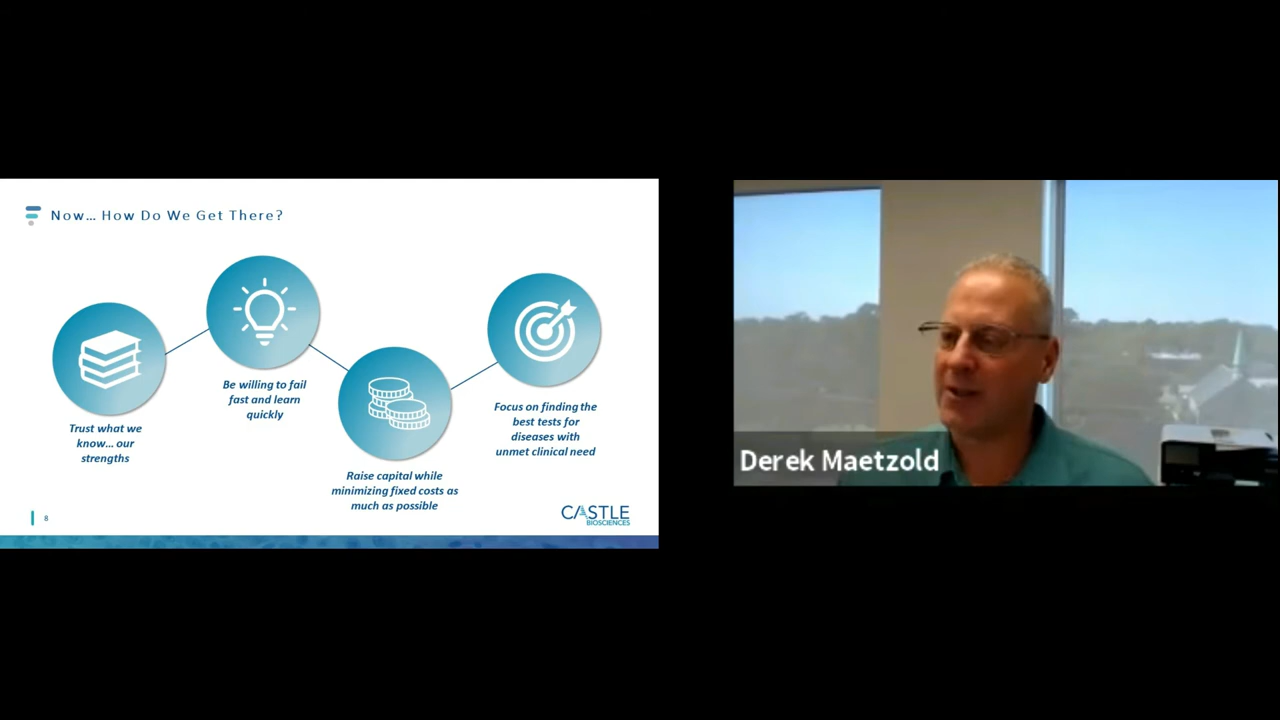 Now... How Do We Get There?
Trust what we
know... our
strengths
Be willing to fail
fast and learn
quickly
Raise capital while
minimizing fixed costs as
much as possible
Focus on finding the
best tests for
diseases with
unmet clinical need
8
CASTLE
BIOSCIENCES
Derek Maetzold